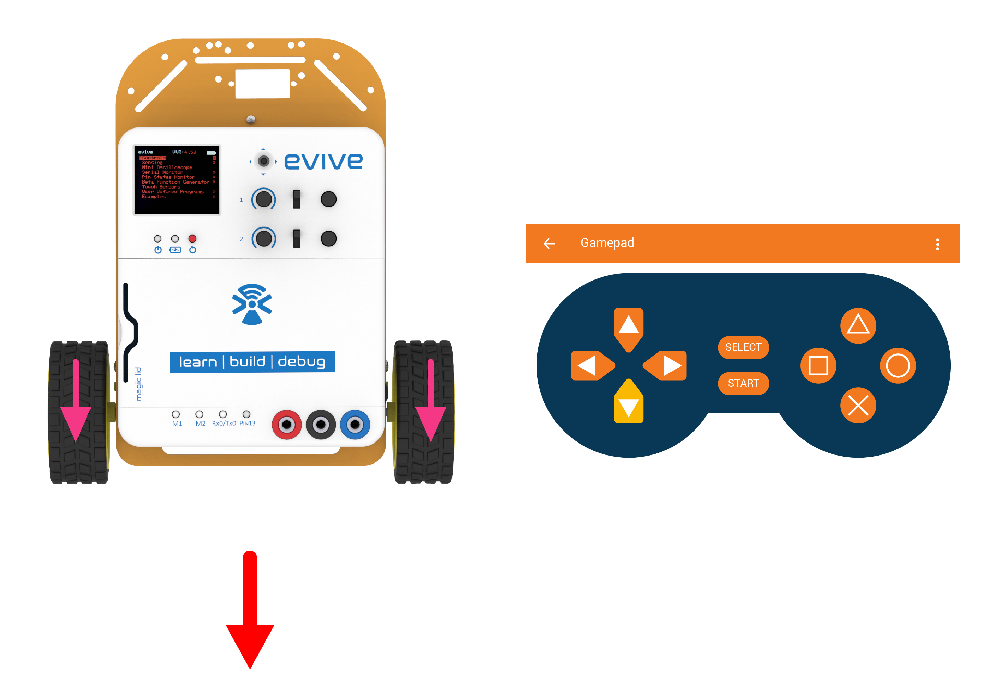 evive VVR:4.53
>Controls »
Sensing »
Mini Oscilloscope
Serial Monitor »
Pin States Monitor »
Beta Function Generator »
Touch Sensors
User Defined Programs »
Examples »
evive
1
2
learn | build | debug
magic lid
M1 M2 Rx0/Tx0 PIN13
Gamepad
SELECT
START